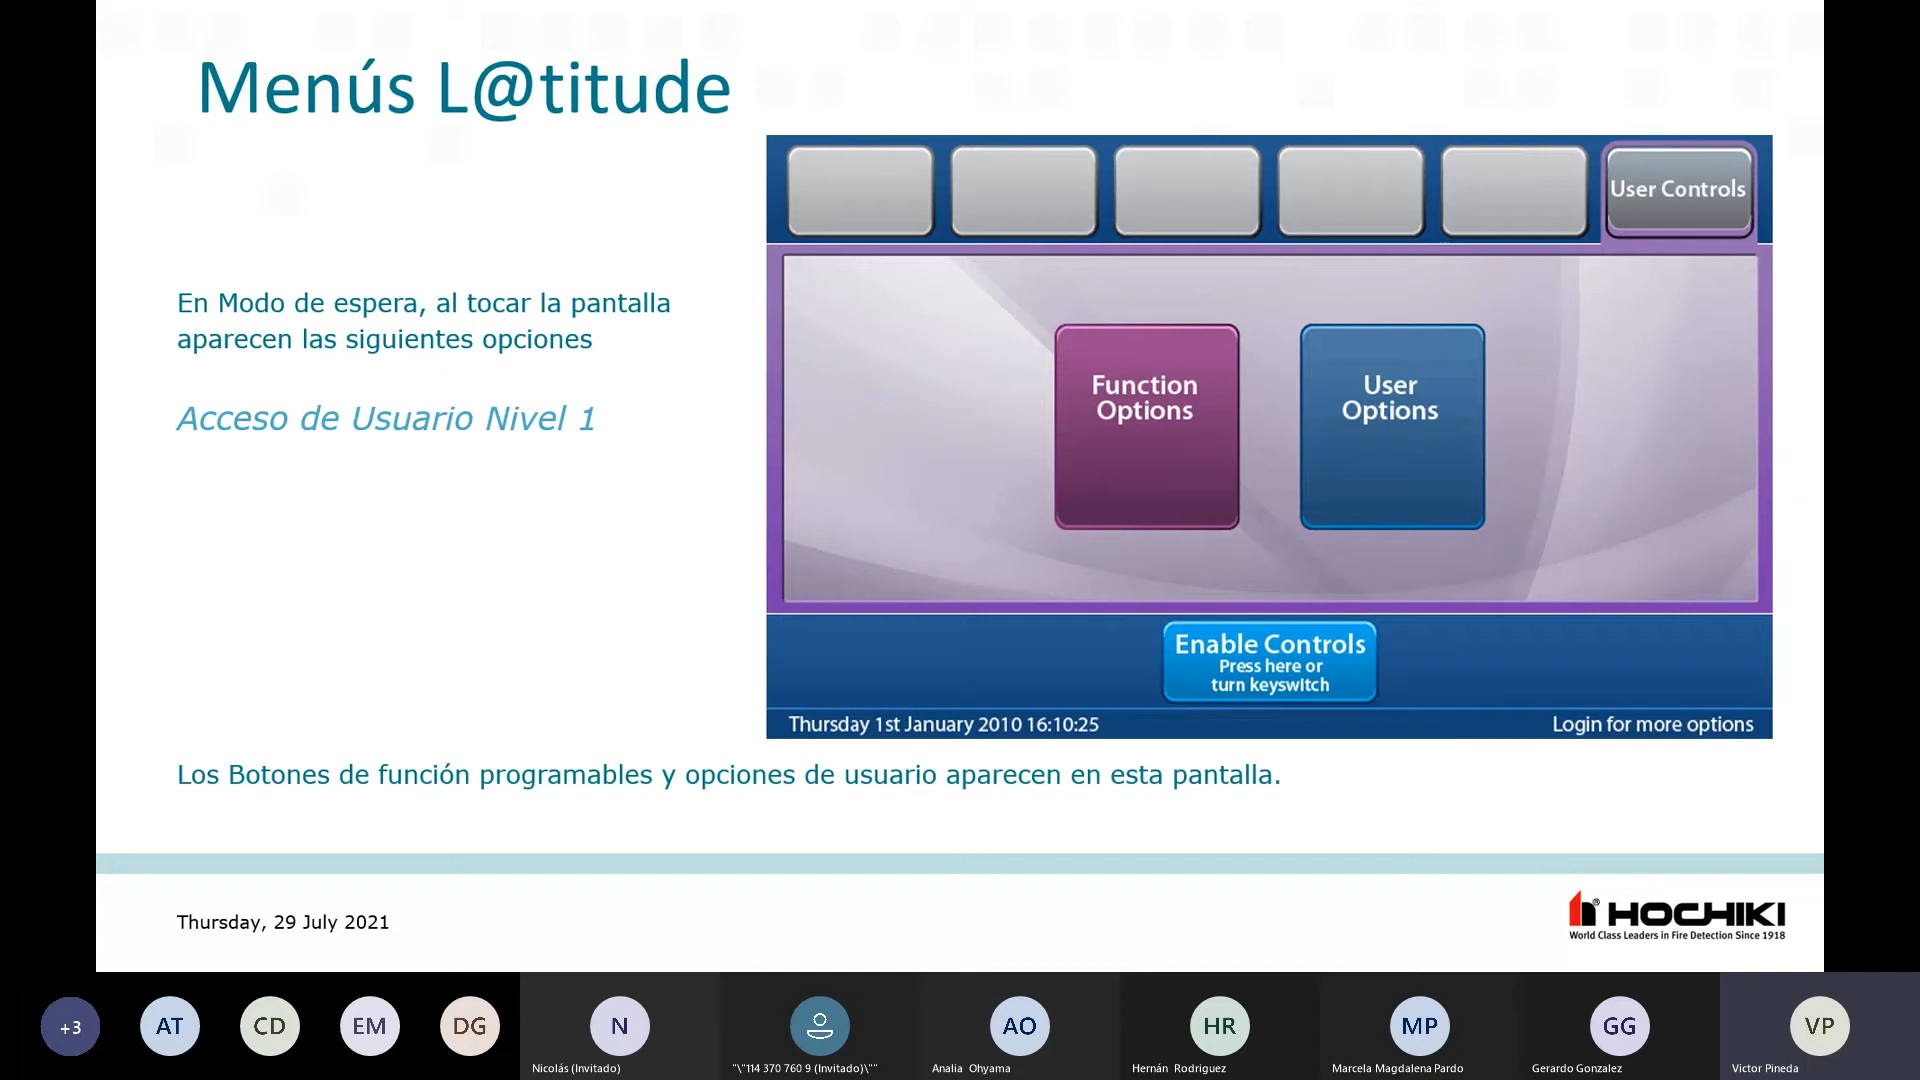 Menús L@titude
User Controls
En Modo de espera, al tocar la pantalla
aparecen las siguientes opciones
Acceso de Usuario Nivel 1
Function
Options
User
Options
Enable Controls
Press here or
turn keyswitch
Thursday 1st January 2010 16:10:25
Login for more options
Los Botones de función programables y opciones de usuario aparecen en esta pantalla.
Thursday, 29 July 2021
® HOCHIKI
World Class Leaders in Fire Detection Since 1918
+3
AT
CD
EM
DG
N
AO
HR
MP
GG
VP
Nicolás (Invitado)
"\"114 370 760 9 (Invitado)\""
Analia Ohyama
Hernán Rodriguez
Marcela Magdalena Pardo
Gerardo Gonzalez
Victor Pineda